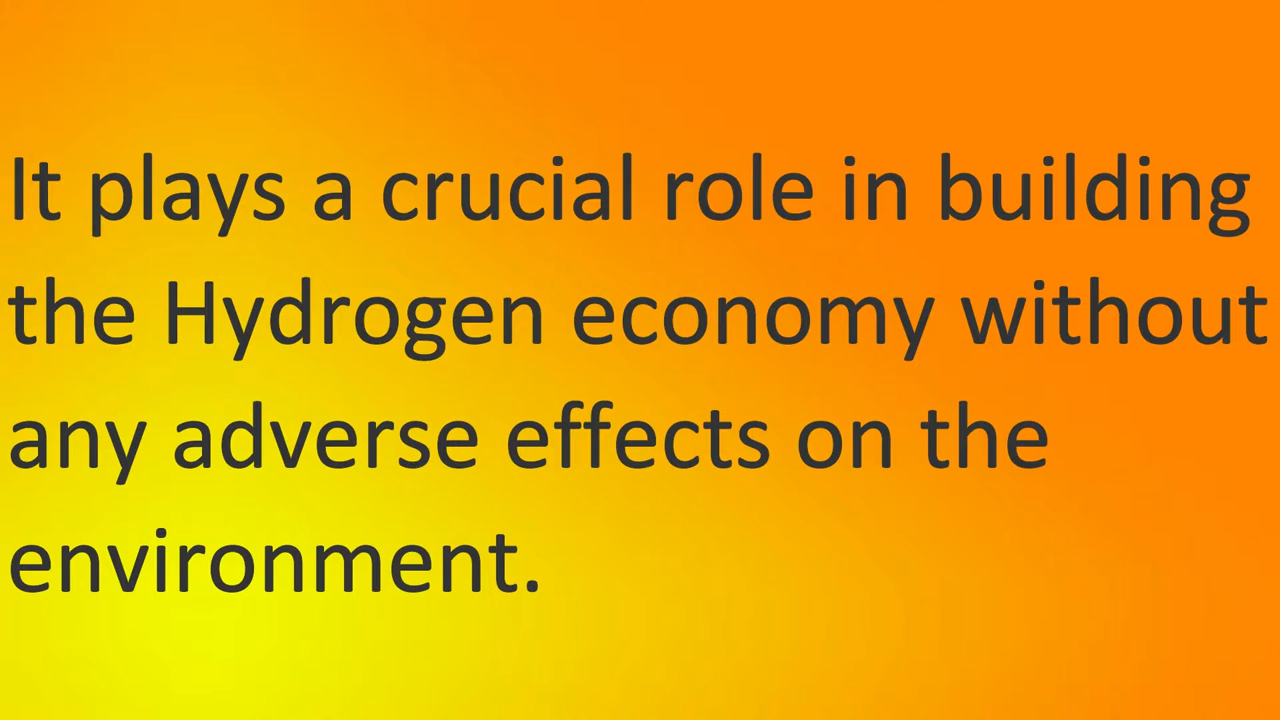 It plays a crucial role in building
the Hydrogen economy without
any adverse effects on the
environment.